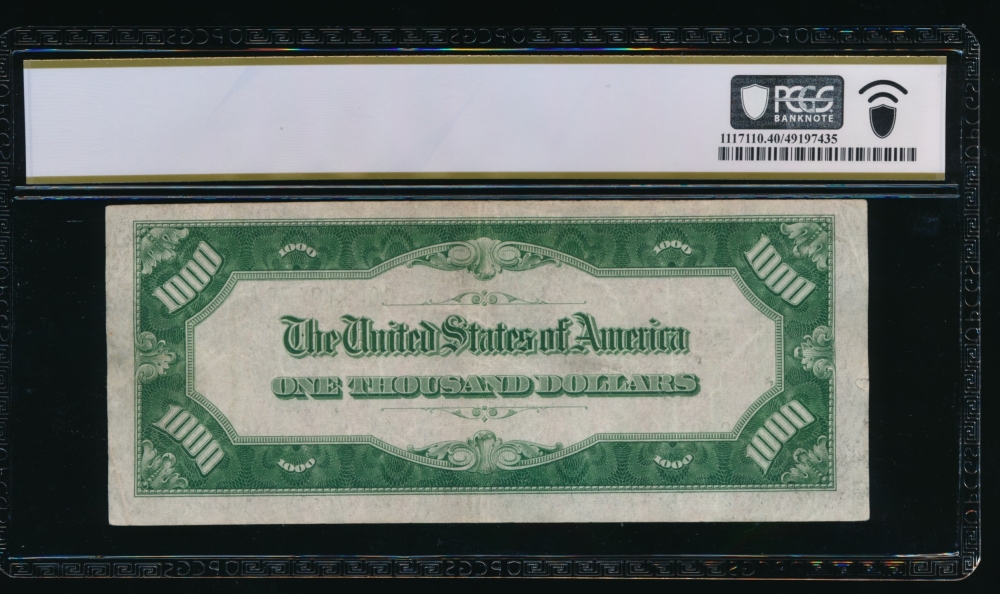 PCGS
BANKNOTE
1117110.40/49197435
1000 1000 1000 1000
The United States of America
ONE THOUSAND DOLLARS
1000 1000 1000 1000